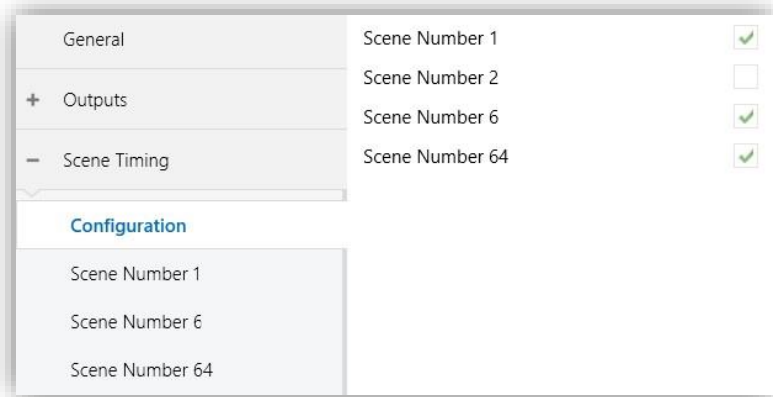 General
+ Outputs
− Scene Timing
Configuration
Scene Number 1
Scene Number 6
Scene Number 64
Scene Number 1
Scene Number 2
Scene Number 6
Scene Number 64